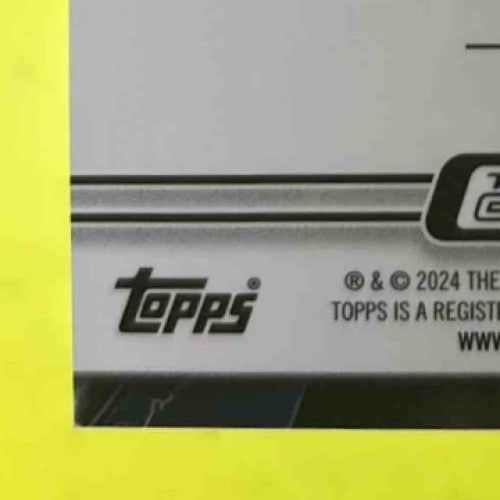 topps®
® & © 2024 THE
TOPPS IS A REGIST
WWW